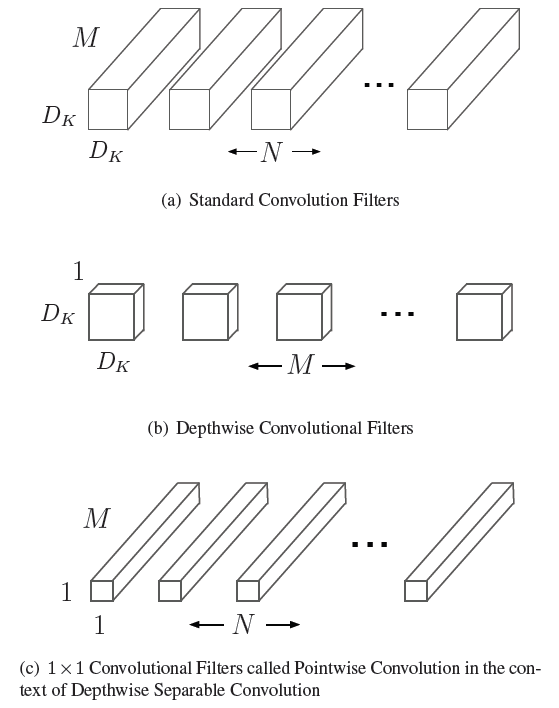 M
D_K
D_K
N
(a) Standard Convolution Filters
1
D_K
D_K
M
(b) Depthwise Convolutional Filters
M
1
1
N
(c) 1×1 Convolutional Filters called Pointwise Convolution in the con-
text of Depthwise Separable Convolution